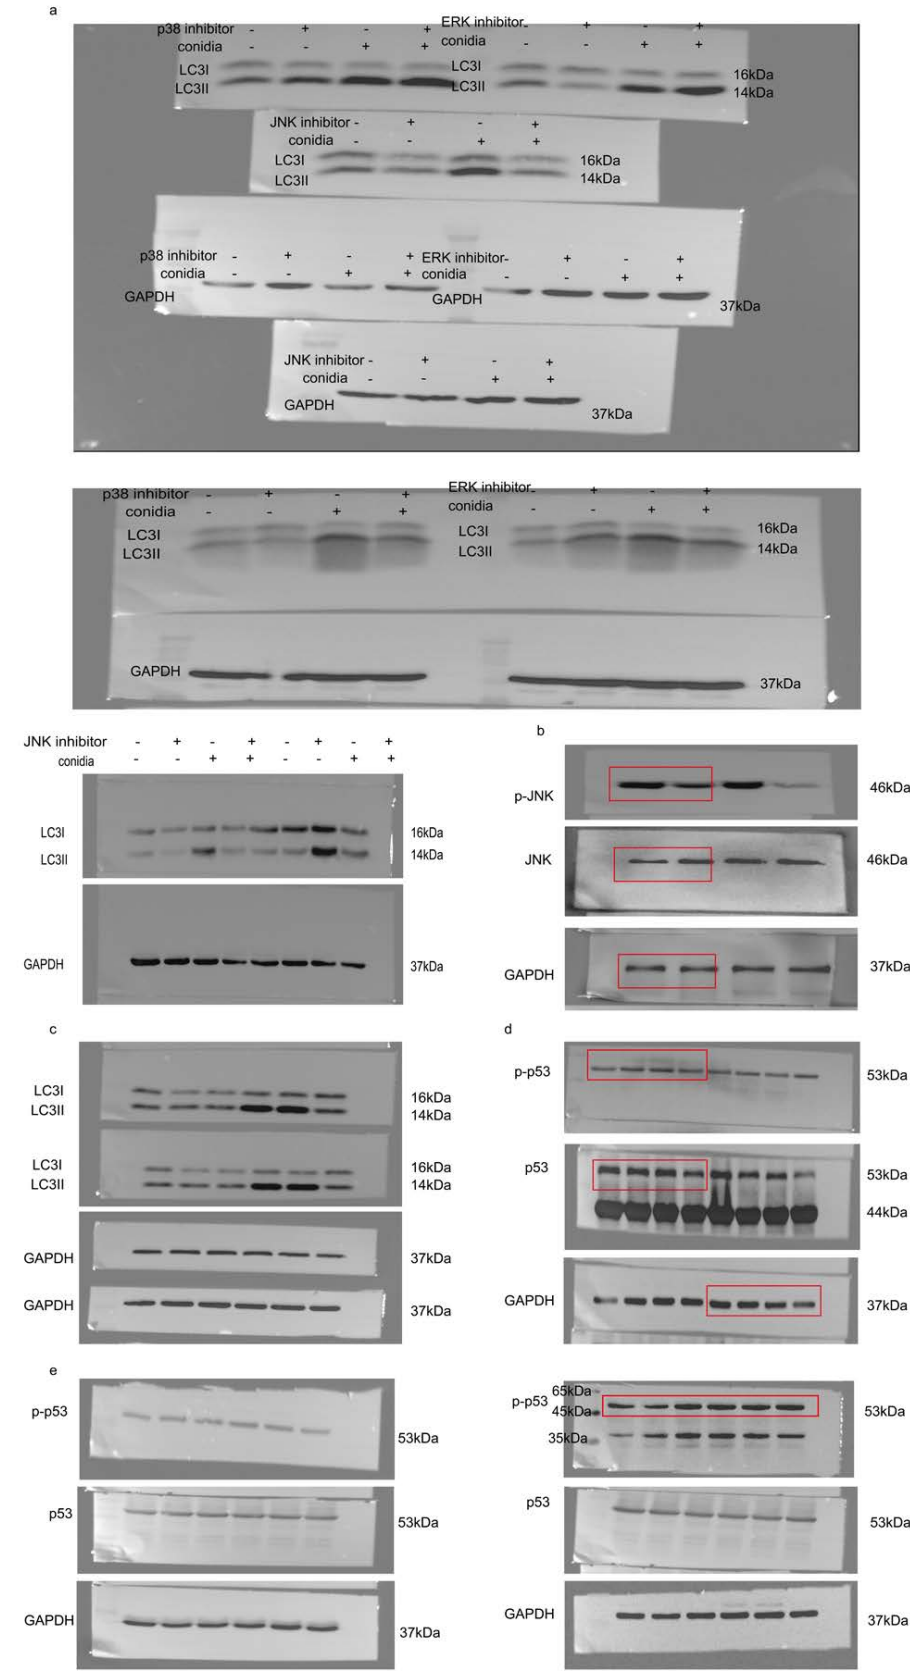 a
p38 inhibitor - + - + ERK inhibitor- + - +
conidia - - + + conidia - - + +
LC3I LC3I 16kDa
LC3II LC3II 14kDa
JNK inhibitor - + - +
conidia - - + +
LC3I 16kDa
LC3II 14kDa
p38 inhibitor - + - + ERK inhibitor- + - +
conidia - - + + conidia - - + +
GAPDH GAPDH 37kDa
JNK inhibitor - + - +
conidia - - + +
GAPDH 37kDa
p38 inhibitor - + - + ERK inhibitor- + - +
conidia - - + + conidia - - + +
LC3I LC3I 16kDa
LC3II LC3II 14kDa
GAPDH 37kDa
JNK inhibitor - + - + - + - +
conidia - - + + - - + +
LC3I 16kDa
LC3II 14kDa
GAPDH 37kDa
b
p-JNK 46kDa
JNK 46kDa
GAPDH 37kDa
c
LC3I 16kDa
LC3II 14kDa
LC3I 16kDa
LC3II 14kDa
GAPDH 37kDa
GAPDH 37kDa
d
p-p53 53kDa
p53 53kDa
44kDa
GAPDH 37kDa
e
p-p53 53kDa
p53 53kDa
GAPDH 37kDa
65kDa
p-p53 45kDa 53kDa
35kDa
p53 53kDa
GAPDH 37kDa